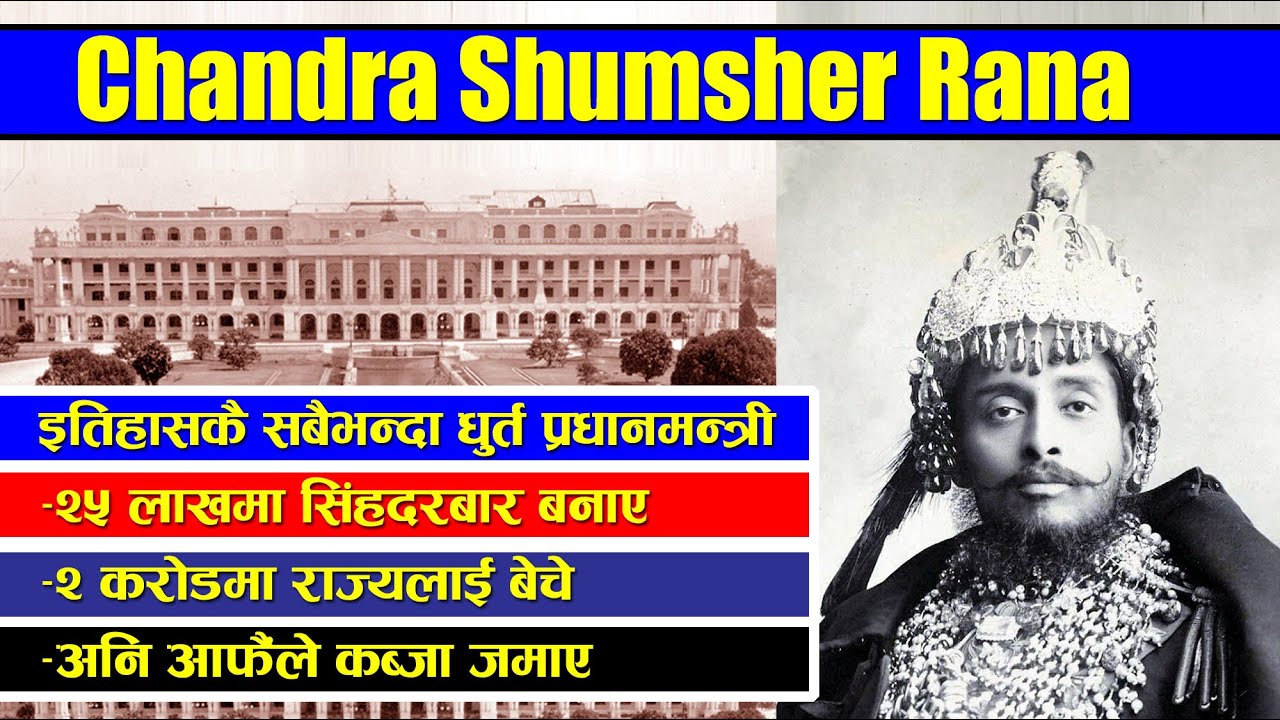 Chandra Shumsher Rana
इतिहासकै सबैभन्दा धुर्त प्रधानमन्त्री
-२५ लाखमा सिंहदरबार बनाए
-२ करोडमा राज्यलाई बेचे
-अनि आफैंले कब्जा जमाए